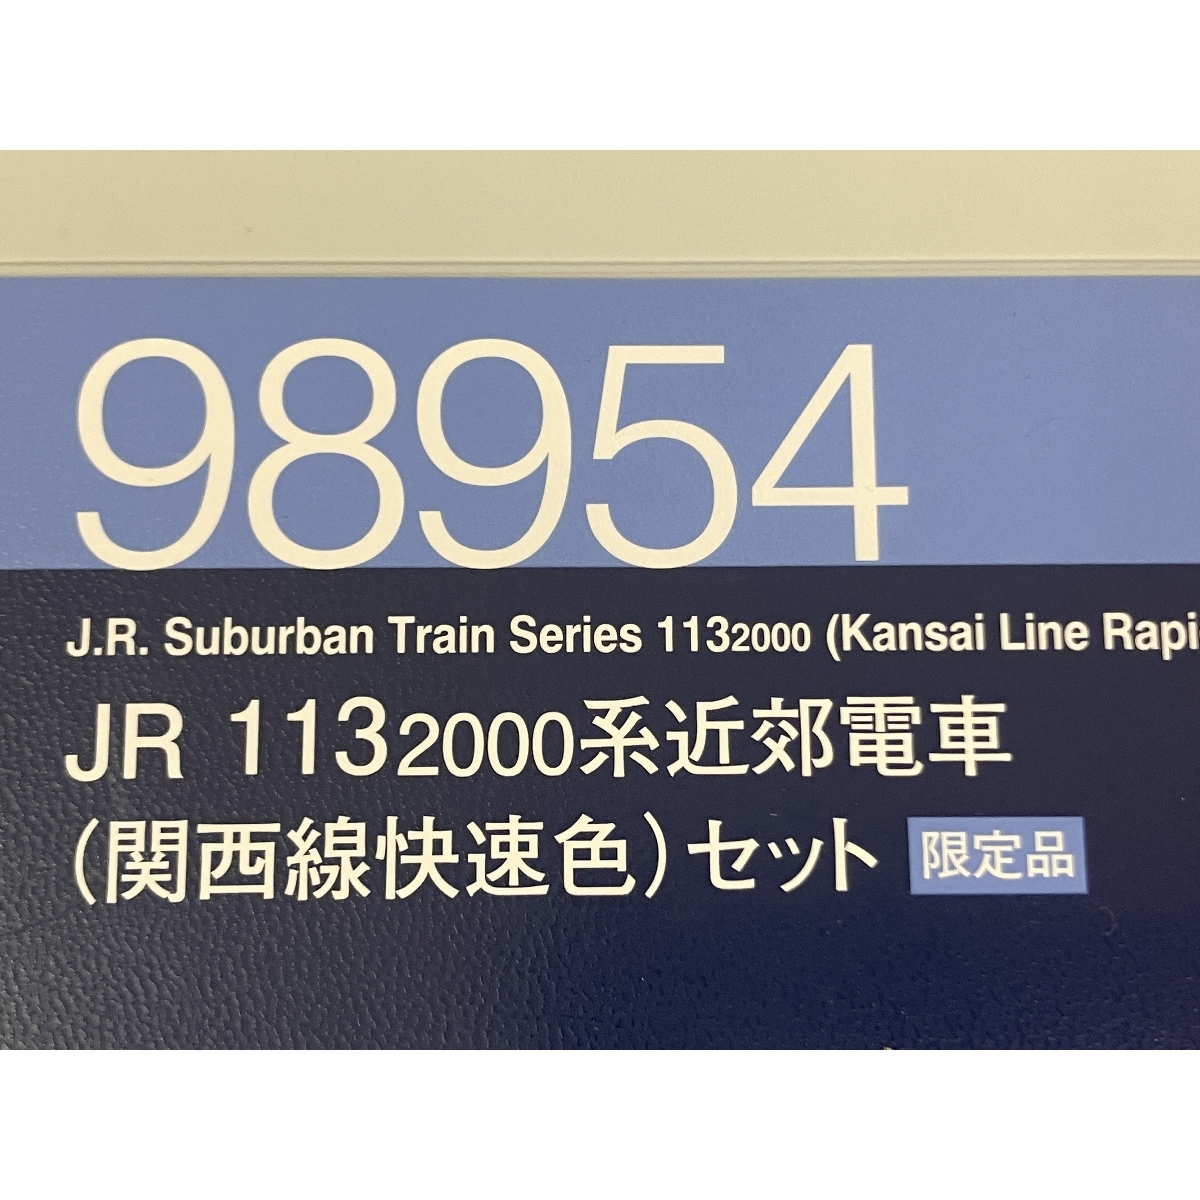 98954
J.R. Suburban Train Series 1132000 (Kansai Line
JR 1132000系近郊電車
(関西線快速色)セット 限定品